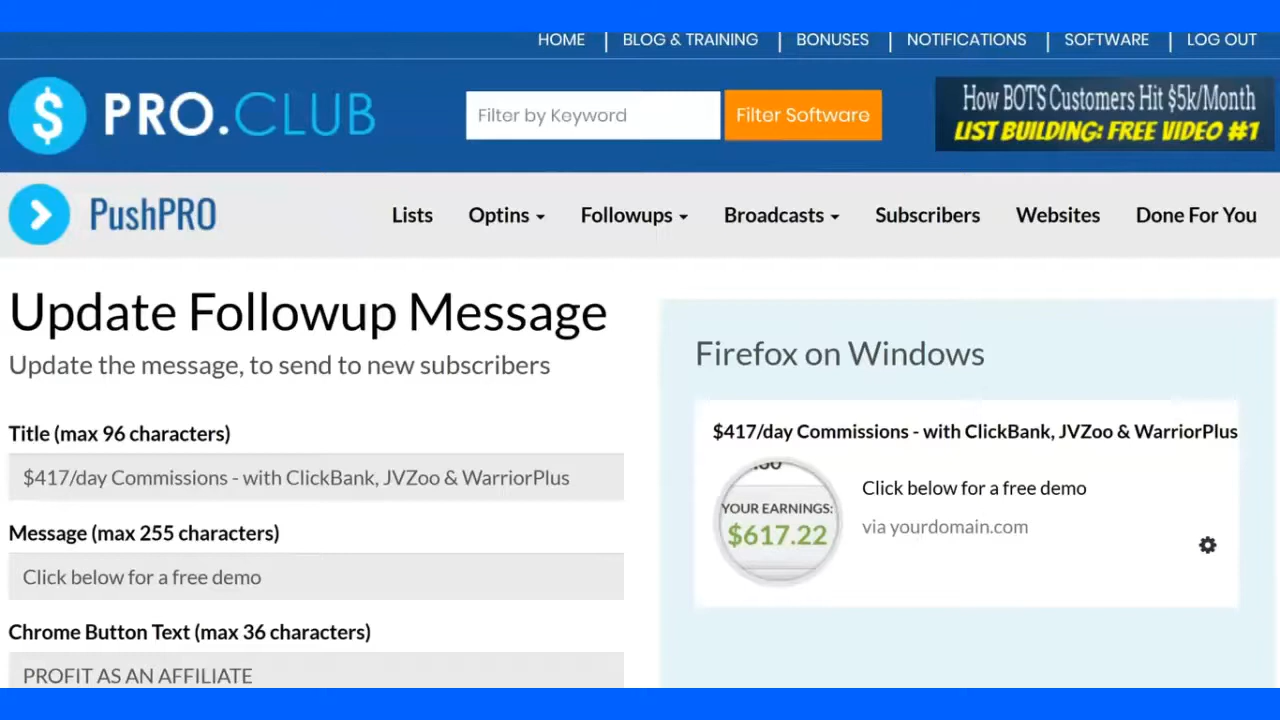 HOME | BLOG & TRAINING | BONUSES | NOTIFICATIONS | SOFTWARE | LOG OUT
$ PRO.CLUB
Filter by Keyword
Filter Software
How BOTS Customers Hit $5k/Month
LIST BUILDING: FREE VIDEO #1
PushPRO
Lists Optins Followups Broadcasts Subscribers Websites Done For You
Update Followup Message
Update the message, to send to new subscribers
Title (max 96 characters)
$417/day Commissions - with ClickBank, JVZoo & WarriorPlus
Message (max 255 characters)
Click below for a free demo
Chrome Button Text (max 36 characters)
PROFIT AS AN AFFILIATE
Firefox on Windows
$417/day Commissions - with ClickBank, JVZoo & WarriorPlus
YOUR EARNINGS:
$617.22
Click below for a free demo
via yourdomain.com